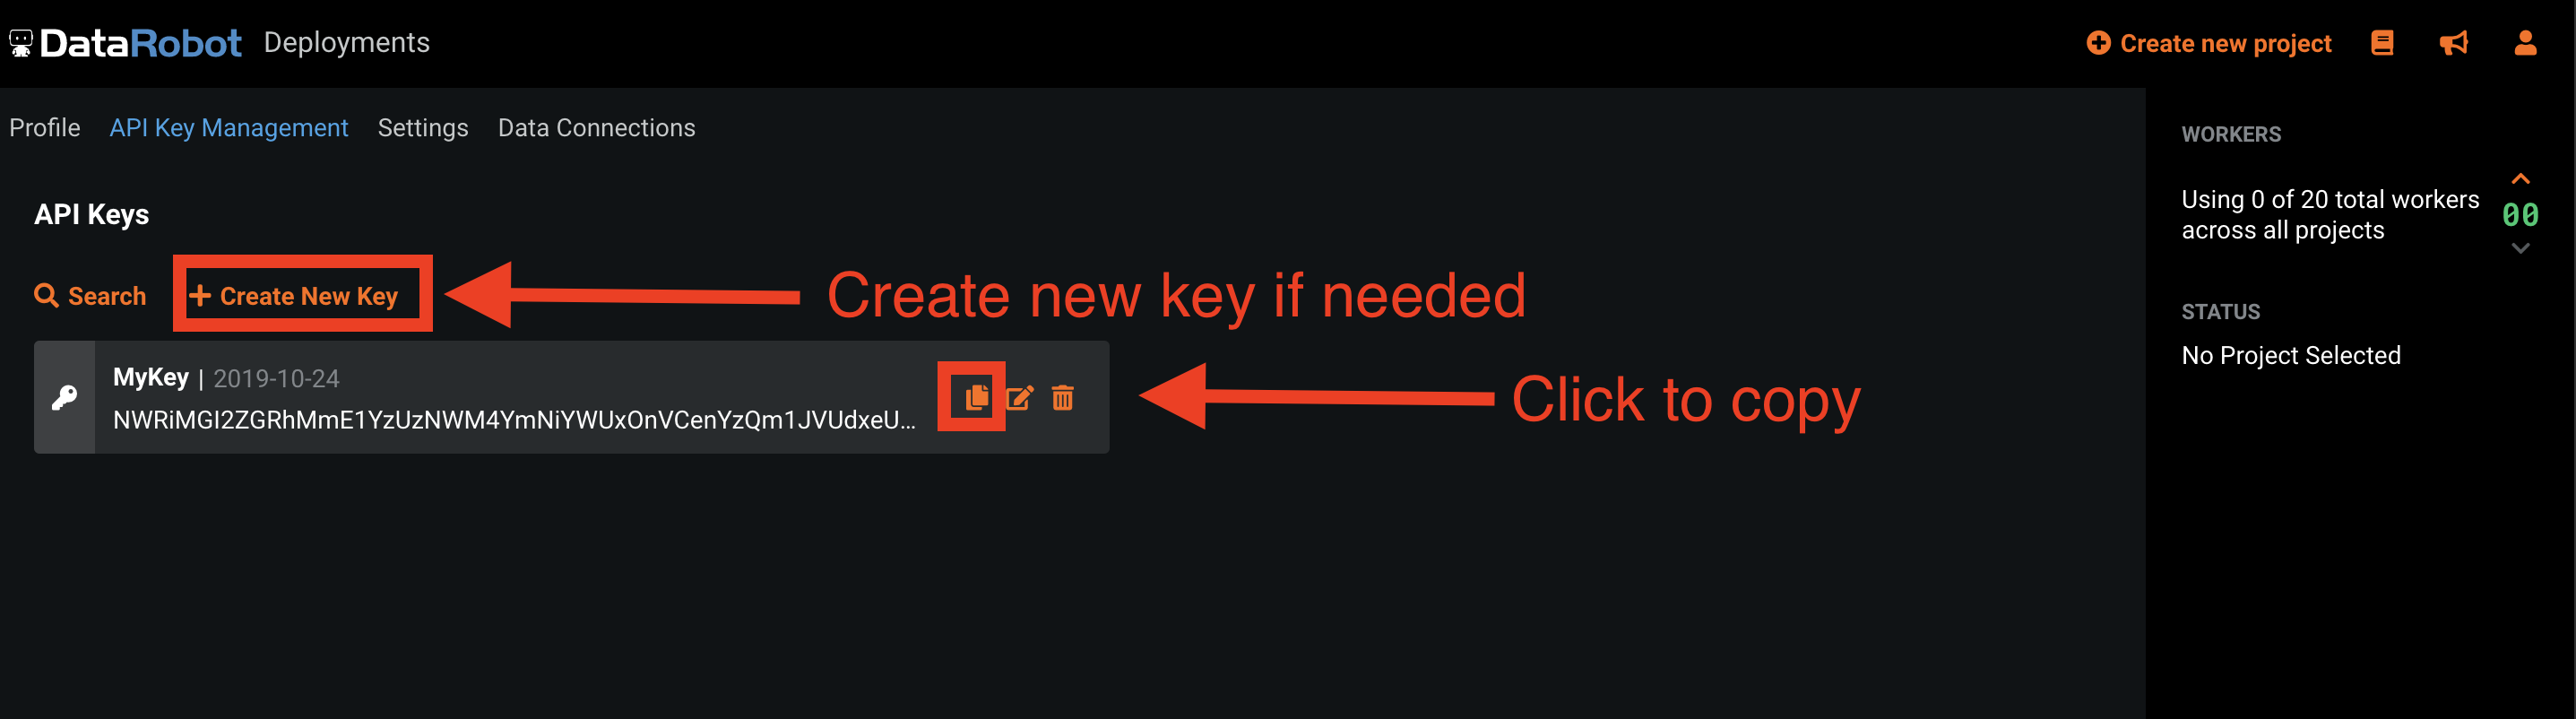 DataRobot Deployments Create new project
Profile API Key Management Settings Data Connections
WORKERS
Using 0 of 20 total workers
across all projects
00
API Keys
Search Create New Key
Create new key if needed
STATUS
No Project Selected
MyKey | 2019-10-24
NWRiMGI2ZGRhMmE1YzUzNWM4YmNiYWUxOnVCenYzQm1JVUdxeU...
Click to copy